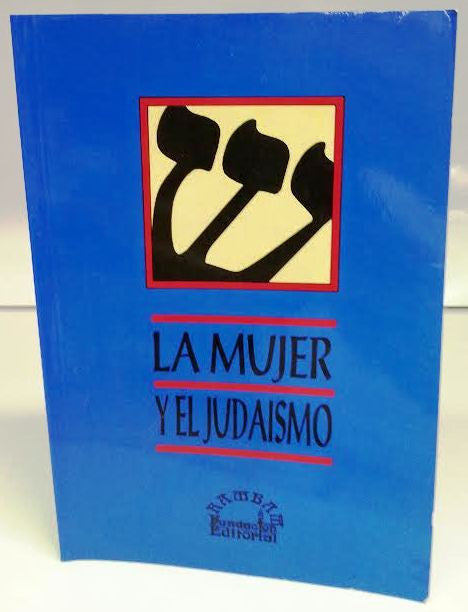 ש
LA MUJER
Y EL JUDAISMO
RAMBAM
Fundación
Editorial